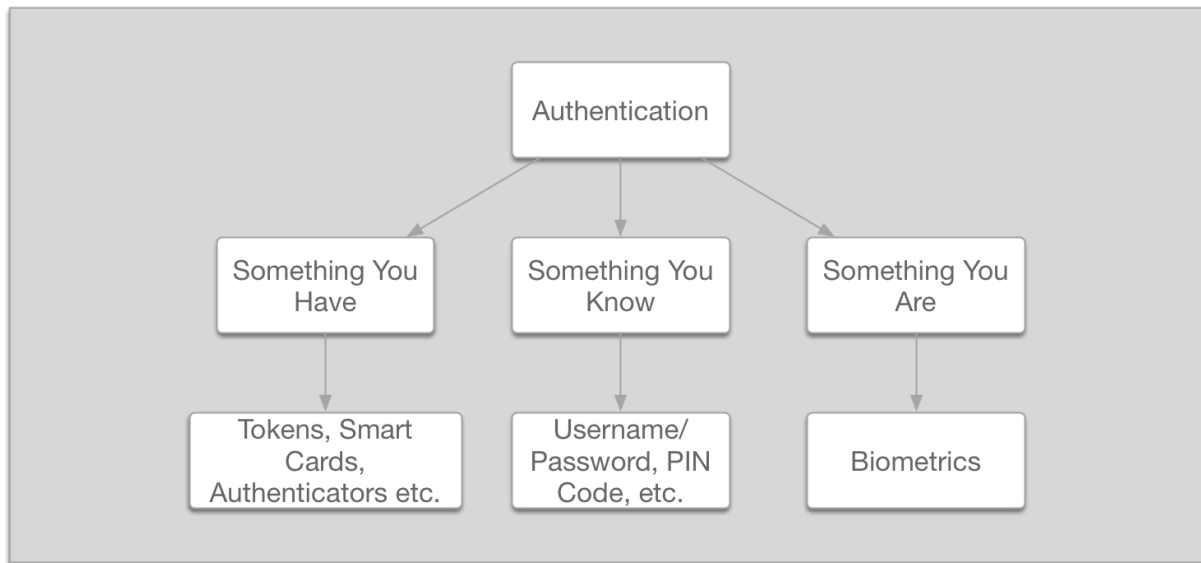 Authentication
Something You
Have
Something You
Know
Something You
Are
Tokens, Smart
Cards,
Authenticators etc.
Username/
Password, PIN
Code, etc.
Biometrics